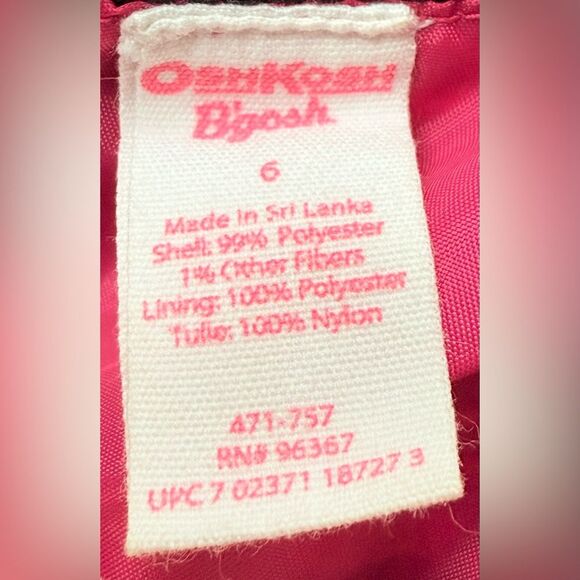 OSHKOSH
B'gosh
6
Made in Sri Lanka
Shell: 99% Polyester
1% Other Fibers
Lining: 100% Polyester
Tulle: 100% Nylon
471-757
RN# 96367
UPC 7 02371 18727 3